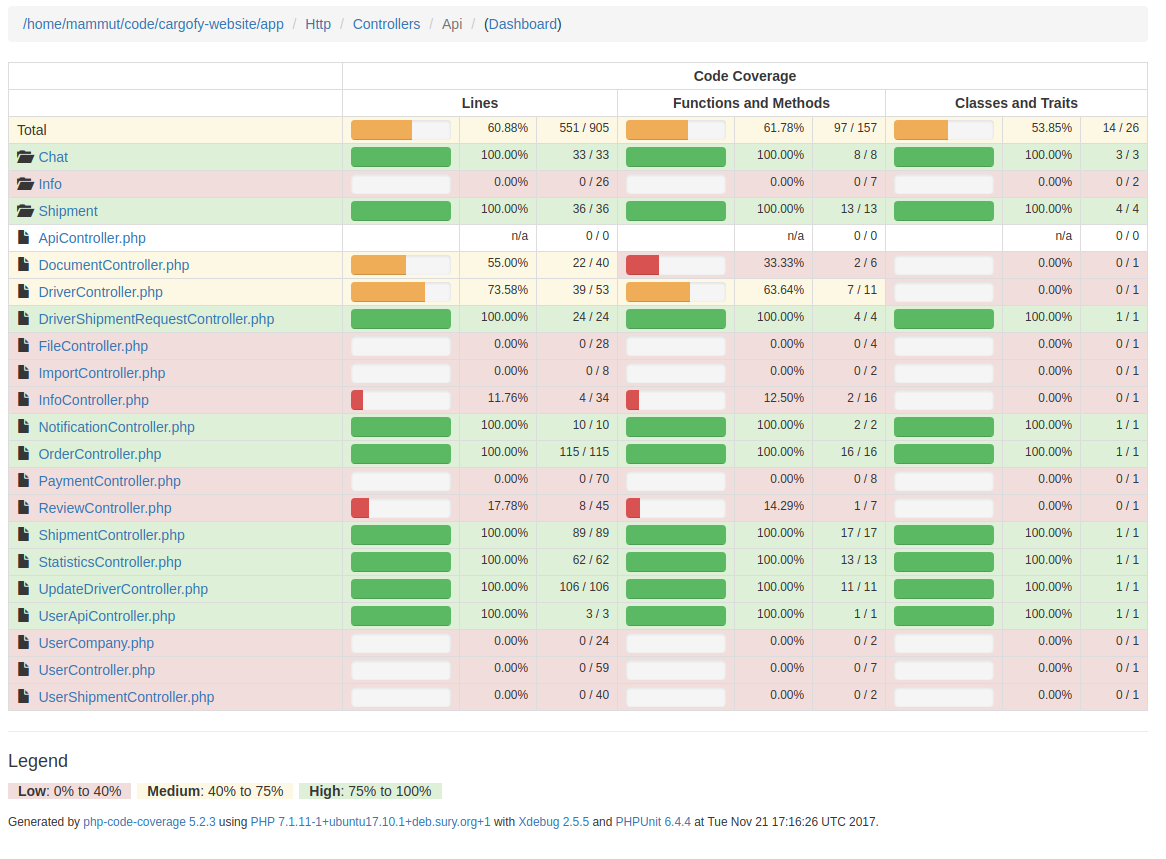 /home/mammut/code/cargofy-website/app / Http / Controllers / Api / (Dashboard)
Code Coverage
Lines Functions and Methods Classes and Traits
Total 60.88% 551 / 905 61.78% 97 / 157 53.85% 14 / 26
Chat 100.00% 33 / 33 100.00% 8 / 8 100.00% 3 / 3
Info 0.00% 0 / 26 0.00% 0 / 7 0.00% 0 / 2
Shipment 100.00% 36 / 36 100.00% 13 / 13 100.00% 4 / 4
ApiController.php n/a 0 / 0 n/a 0 / 0 n/a 0 / 0
DocumentController.php 55.00% 22 / 40 33.33% 2 / 6 0.00% 0 / 1
DriverController.php 73.58% 39 / 53 63.64% 7 / 11 0.00% 0 / 1
DriverShipmentRequestController.php 100.00% 24 / 24 100.00% 4 / 4 100.00% 1 / 1
FileController.php 0.00% 0 / 28 0.00% 0 / 4 0.00% 0 / 1
ImportController.php 0.00% 0 / 8 0.00% 0 / 2 0.00% 0 / 1
InfoController.php 11.76% 4 / 34 12.50% 2 / 16 0.00% 0 / 1
NotificationController.php 100.00% 10 / 10 100.00% 2 / 2 100.00% 1 / 1
OrderController.php 100.00% 115 / 115 100.00% 16 / 16 100.00% 1 / 1
PaymentController.php 0.00% 0 / 70 0.00% 0 / 8 0.00% 0 / 1
ReviewController.php 17.78% 8 / 45 14.29% 1 / 7 0.00% 0 / 1
ShipmentController.php 100.00% 89 / 89 100.00% 17 / 17 100.00% 1 / 1
StatisticsController.php 100.00% 62 / 62 100.00% 13 / 13 100.00% 1 / 1
UpdateDriverController.php 100.00% 106 / 106 100.00% 11 / 11 100.00% 1 / 1
UserApiController.php 100.00% 3 / 3 100.00% 1 / 1 100.00% 1 / 1
UserCompany.php 0.00% 0 / 24 0.00% 0 / 2 0.00% 0 / 1
UserController.php 0.00% 0 / 59 0.00% 0 / 7 0.00% 0 / 1
UserShipmentController.php 0.00% 0 / 40 0.00% 0 / 2 0.00% 0 / 1
Legend
Low: 0% to 40% Medium: 40% to 75% High: 75% to 100%
Generated by php-code-coverage 5.2.3 using PHP 7.1.11-1+ubuntu17.10.1+deb.sury.org+1 with Xdebug 2.5.5 and PHPUnit 6.4.4 at Tue Nov 21 17:16:26 UTC 2017.